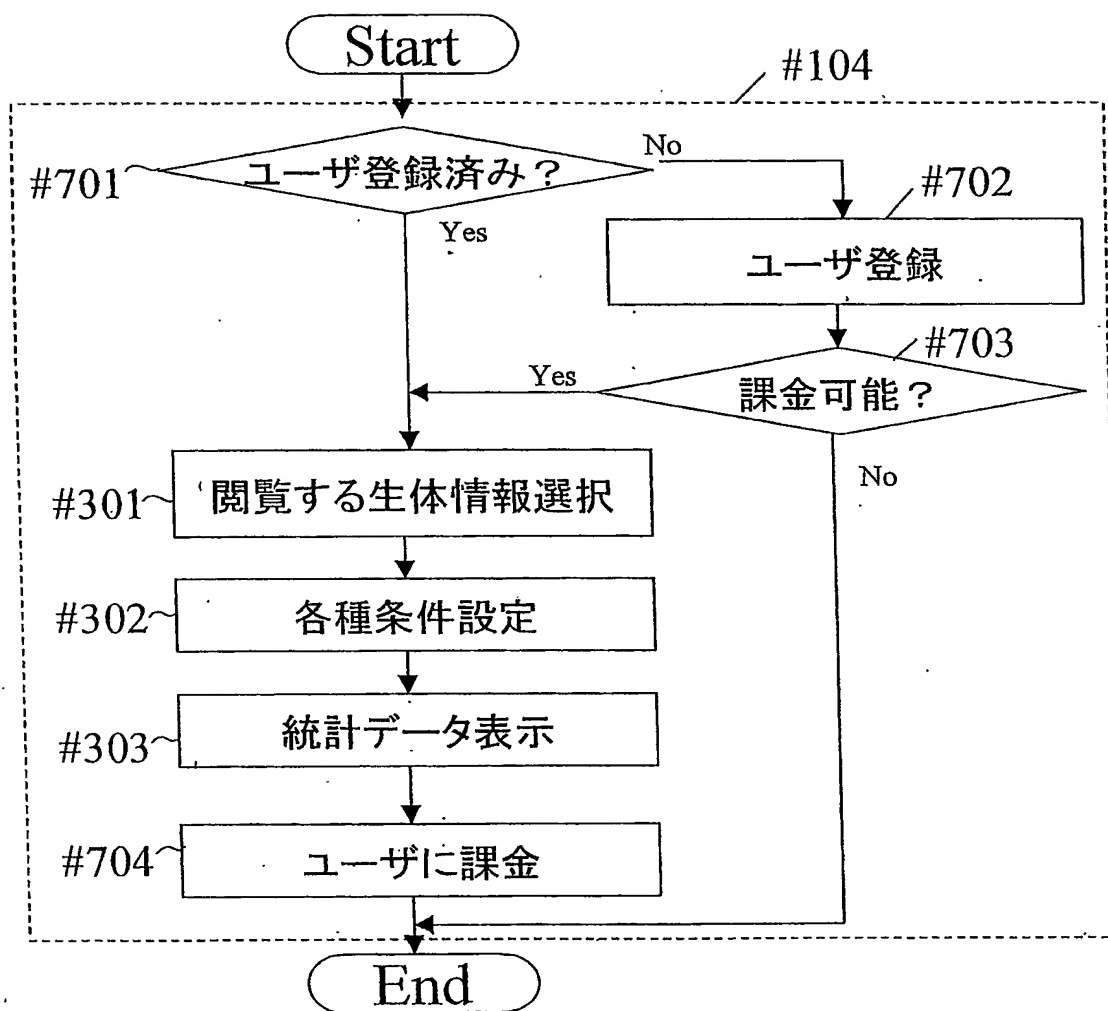 Start
#104
#701
ユーザ登録済み？
No
Yes
#702
ユーザ登録
#703
課金可能？
Yes
No
#301
閲覧する生体情報選択
#302
各種条件設定
#303
統計データ表示
#704
ユーザに課金
End